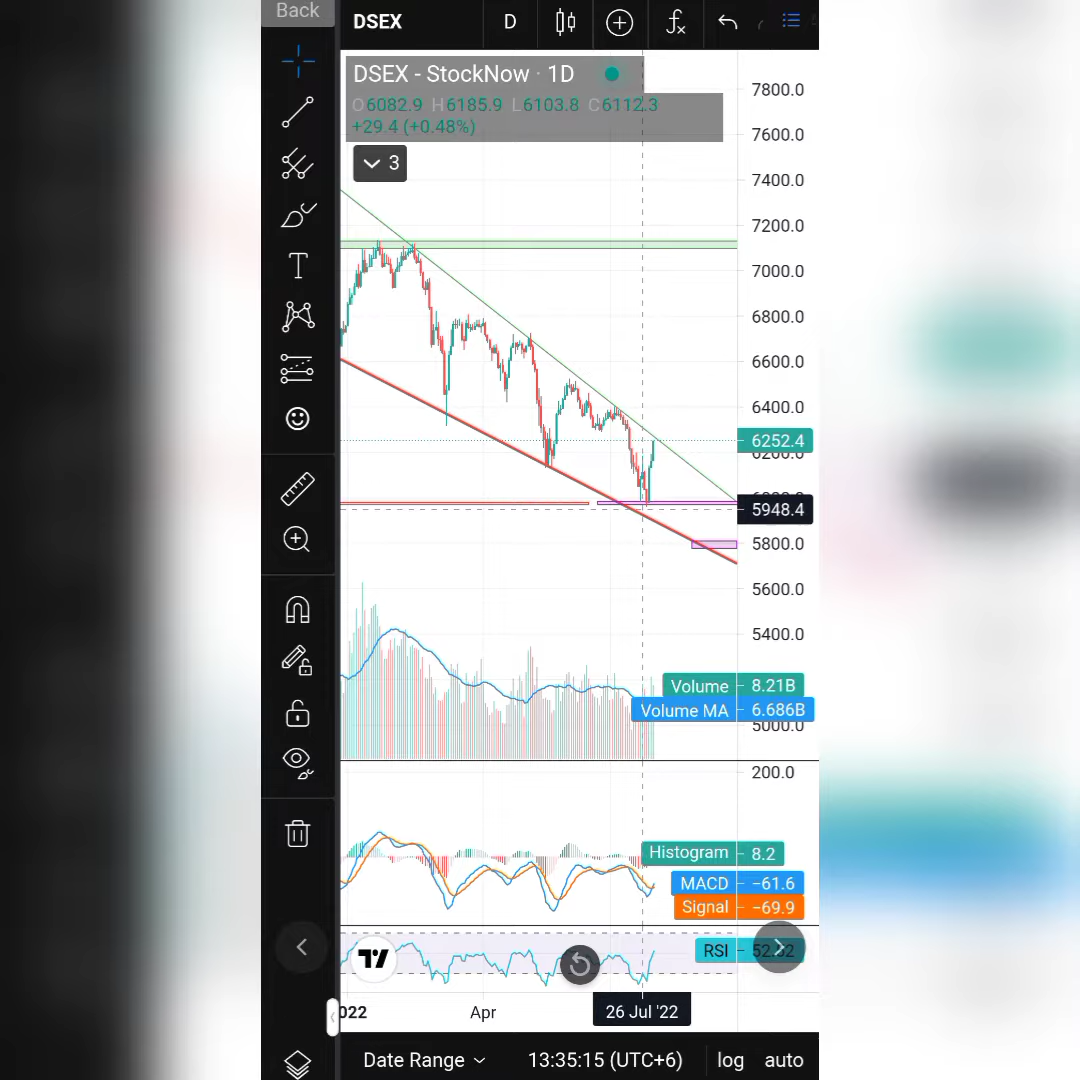 Back
DSEX
D
DSEX - StockNow · 1D
O6082.9 H6185.9 L6103.8 C6112.3
+29.4 (+0.48%)
3
7800.0
7600.0
7400.0
7200.0
7000.0
6800.0
6600.0
6400.0
6252.4
6200.0
5948.4
5800.0
5600.0
5400.0
Volume 8.21B
Volume MA 6.686B
5000.0
200.0
Histogram 8.2
MACD −61.6
Signal −69.9
RSI
022
Apr
26 Jul '22
Date Range
13:35:15 (UTC+6)
log
auto